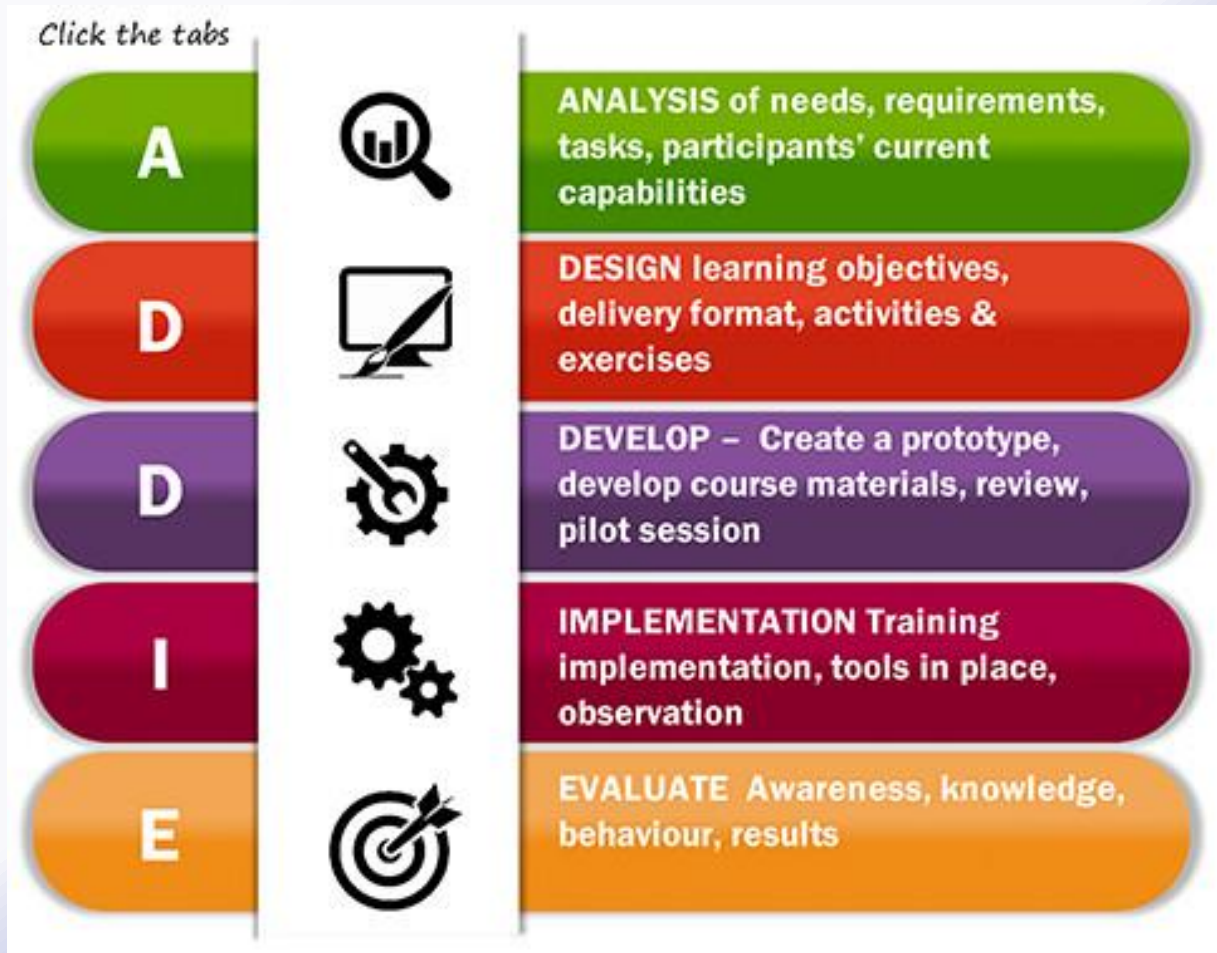 Click the tabs
A
ANALYSIS of needs, requirements,
tasks, participants' current
capabilities
D
DESIGN learning objectives,
delivery format, activities &
exercises
D
DEVELOP – Create a prototype,
develop course materials, review,
pilot session
I
IMPLEMENTATION Training
implementation, tools in place,
observation
E
EVALUATE Awareness, knowledge,
behaviour, results